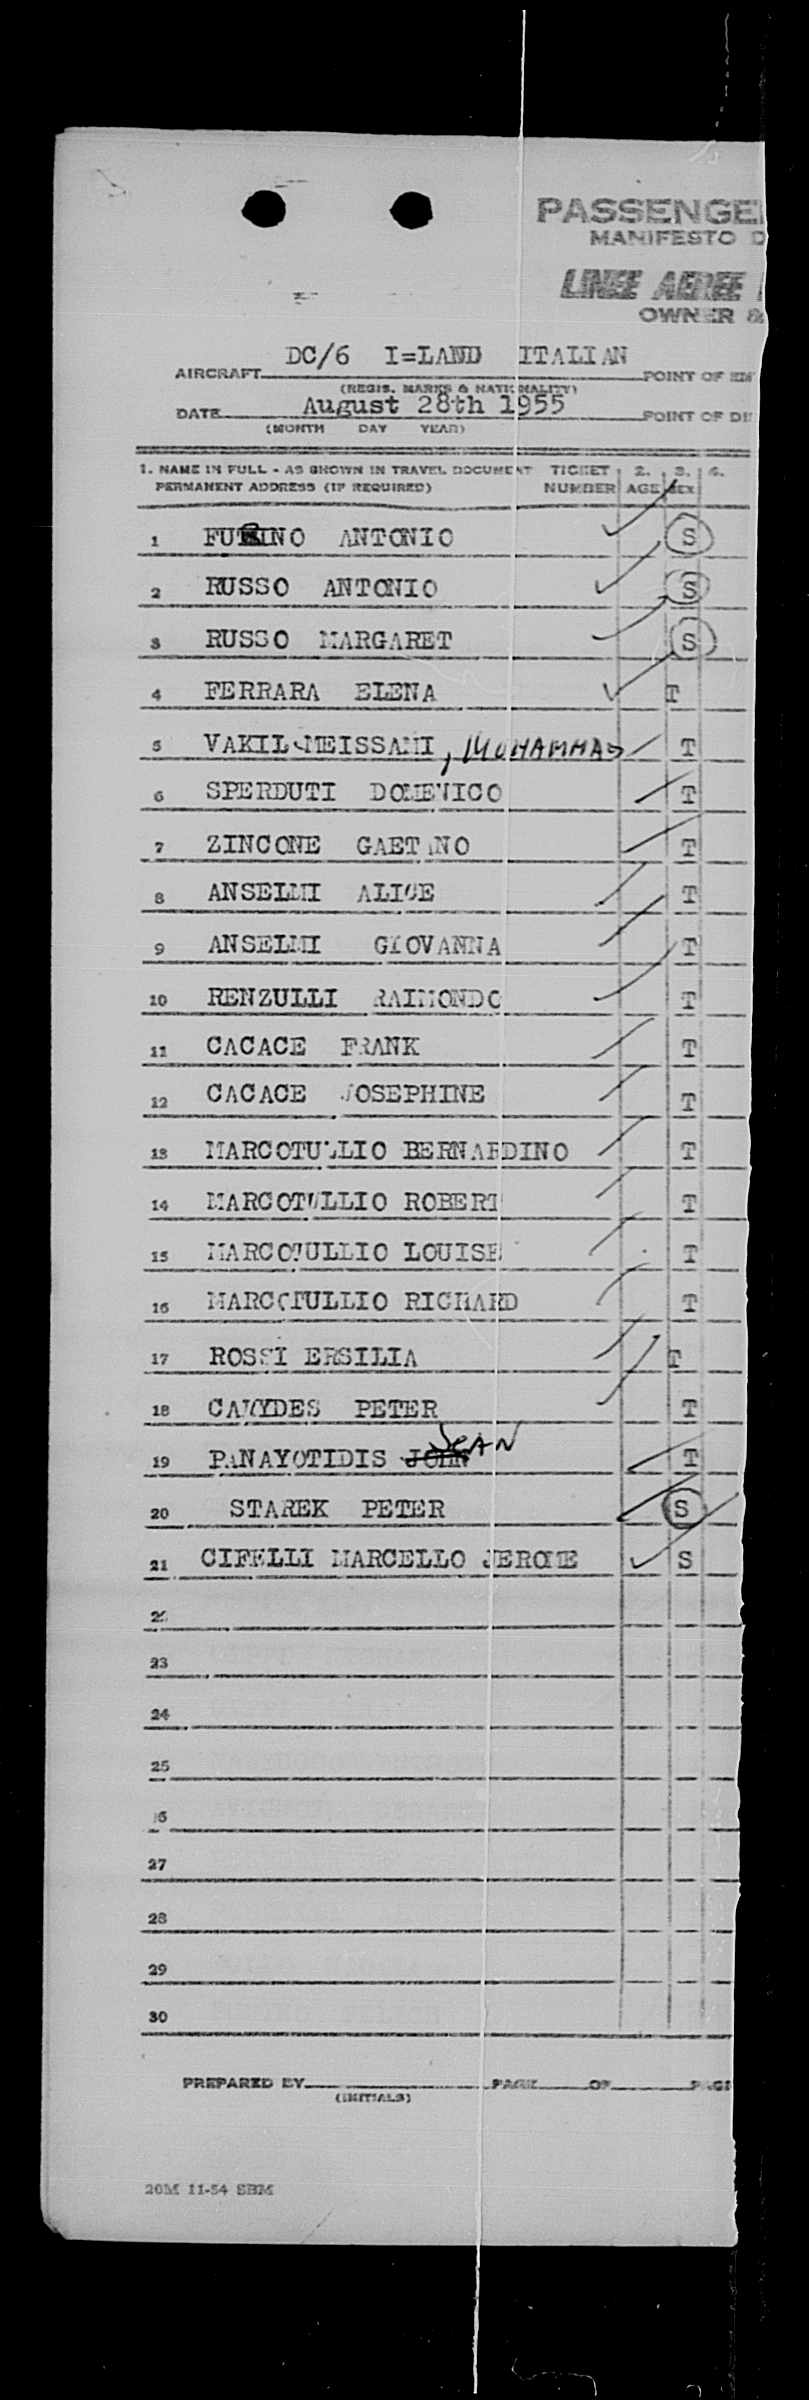 PASSENGE
MANIFESTO D
LINEE AEREE
OWNER &
DC/6 I=LAND ITALIAN
AIRCRAFT POINT OF EM
(REGIS. MARKS & NATIONALITY)
August 28th 1955
DATE POINT OF DI
(MONTH DAY YEAR)
1. NAME IN FULL - AS SHOWN IN TRAVEL DOCUMENT TICKET 2. 3. 4.
PERMANENT ADDRESS (IF REQUIRED) NUMBER AGE SEX
1 ANTONIO S
2 RUSSO ANTONIO S
3 RUSSO MARGARET S
4 FERRARA ELENA T
5 VAKIL-MEISSAMI, MUHAMMAD T
6 SPERDUTI DOMENICO T
7 ZINCONE GAETANO T
8 ANSELMI ALICE T
9 ANSELMI GIOVANNA T
10 RENZULLI RAIMONDO T
11 CACACE FRANK T
12 CACACE JOSEPHINE T
13 MARCOTULLIO BERNARDINO T
14 MARCOTULLIO ROBERT T
15 MARCOTULLIO LOUISE T
16 MARCOTULLIO RICHARD T
17 ROSSI ERSILIA T
18 PETER T
19 PANAYOTIDIS JOHN JEAN T
20 STAREK PETER S
21 CIFELLI MARCELLO JEROME S
22
23
24
25
26
27
28
29
30
PREPARED BY PAGE OF PAGE
(INITIALS)
20M 11-54 SBM